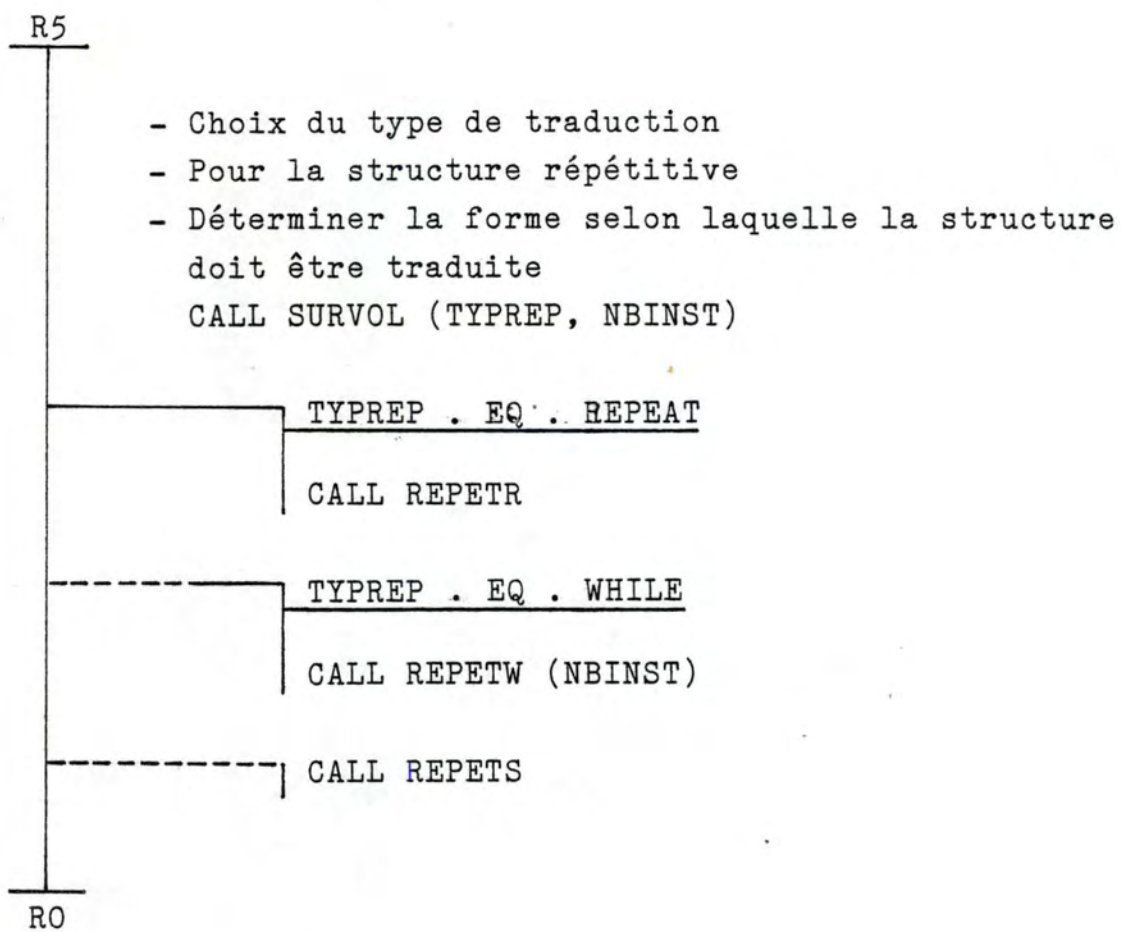 R5
- Choix du type de traduction
- Pour la structure répétitive
- Déterminer la forme selon laquelle la structure
doit être traduite
CALL SURVOL (TYPREP, NBINST)
TYPREP . EQ . REPEAT
CALL REPETR
TYPREP . EQ . WHILE
CALL REPETW (NBINST)
CALL REPETS
RO